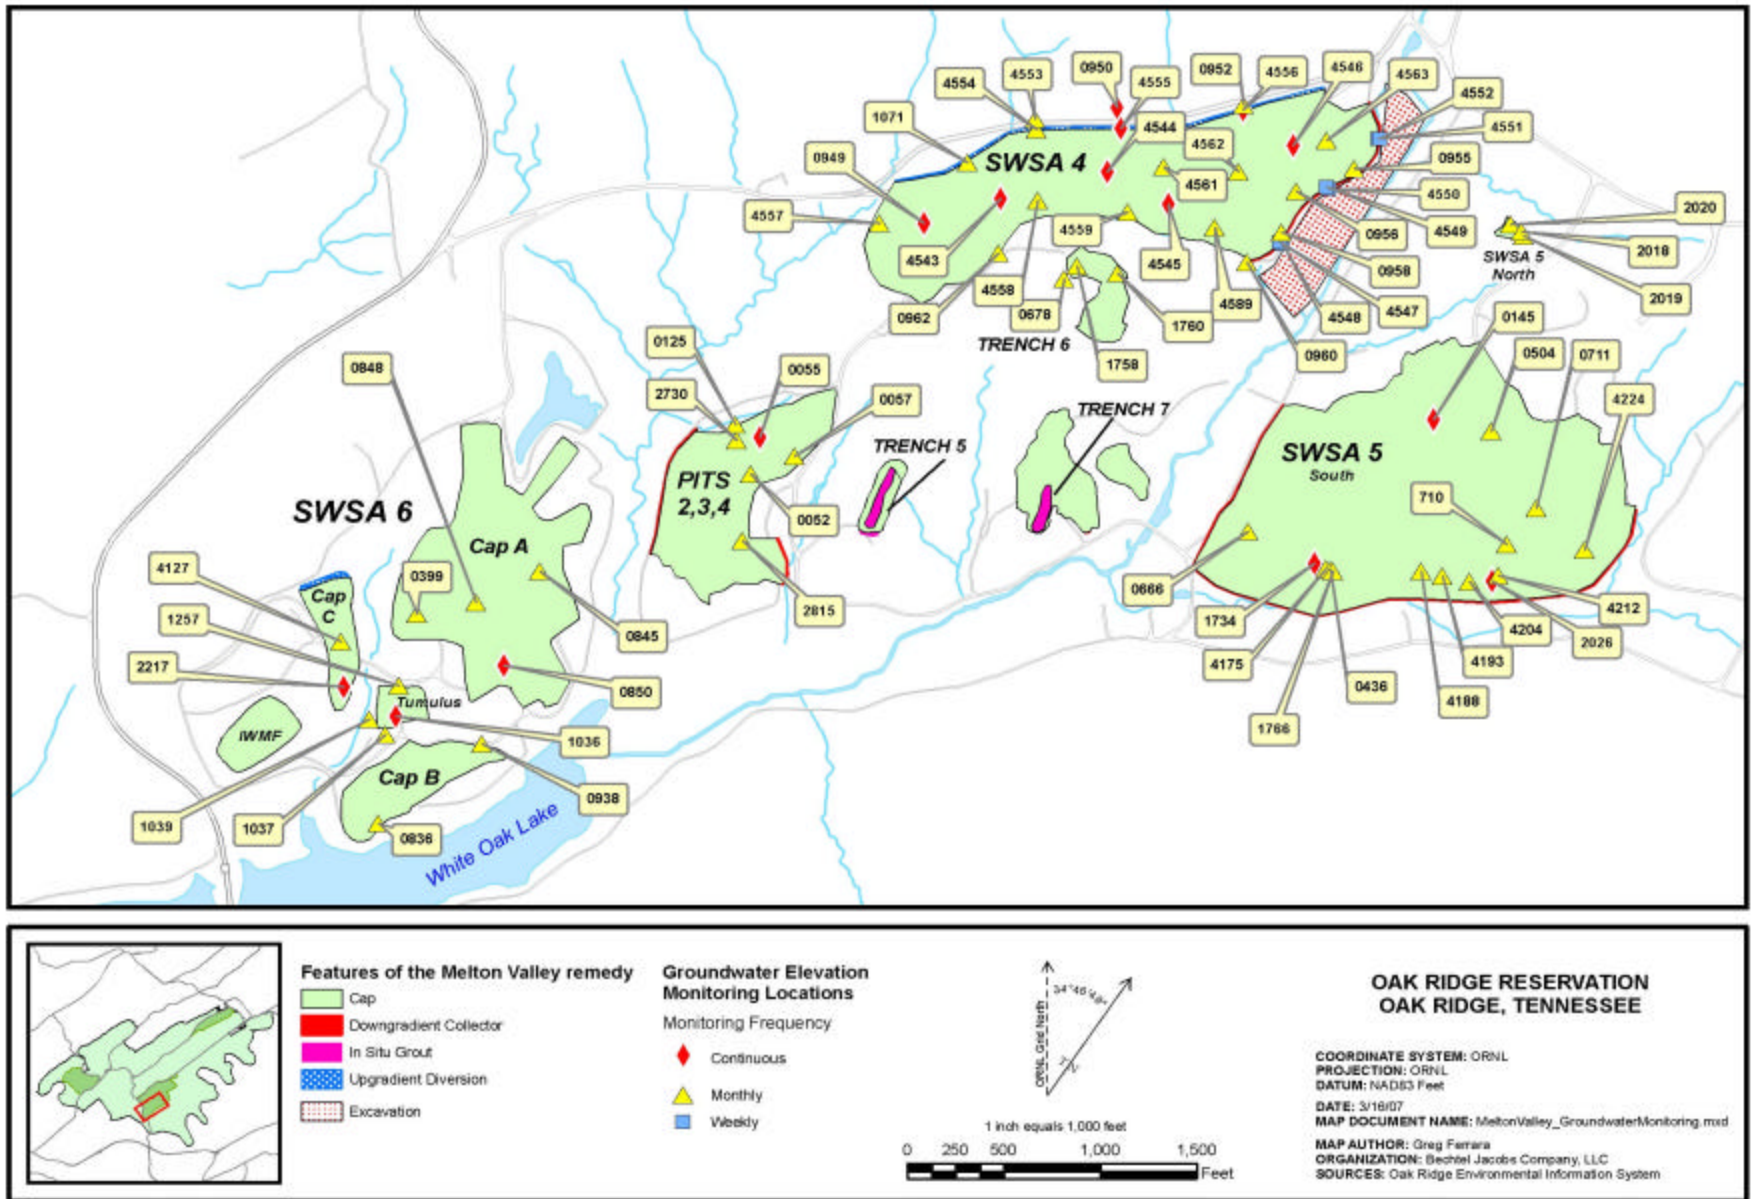 4554
4553
0950
4555
0952
4556
4546
4563
4552
1071
4544
4551
4562
0949
SWSA 4
0955
4561
4550
4557
2020
4559
0956
4549
2018
4543
4545
SWSA 5
North
0958
4558
2019
0962
0678
4589
4548
4547
0145
1760
TRENCH 6
0125
1758
0960
0504
0711
0848
0055
2730
0057
4224
TRENCH 7
TRENCH 5
SWSA 5
South
PITS
2,3,4
710
SWSA 6
0052
Cap A
4127
0399
0666
Cap
C
2815
4212
1257
1734
4204
0845
2026
2217
4175
4193
0436
0850
4188
Tumulus
1766
IWMF
1036
Cap B
0938
1039
1037
0836
White Oak Lake
Features of the Melton Valley remedy
Cap
Downgradient Collector
In Situ Grout
Upgradient Diversion
Excavation
Groundwater Elevation
Monitoring Locations
Monitoring Frequency
Continuous
Monthly
Weekly
ORNL Grid North
T.N.
1 inch equals 1,000 feet
0 250 500 1,000 1,500
Feet
OAK RIDGE RESERVATION
OAK RIDGE, TENNESSEE
COORDINATE SYSTEM: ORNL
PROJECTION: ORNL
DATUM: NAD83 Feet
DATE: 3/16/07
MAP DOCUMENT NAME: MeltonValley_GroundwaterMonitoring.mxd
MAP AUTHOR: Greg Ferrara
ORGANIZATION: Bechtel Jacobs Company, LLC
SOURCES: Oak Ridge Environmental Information System